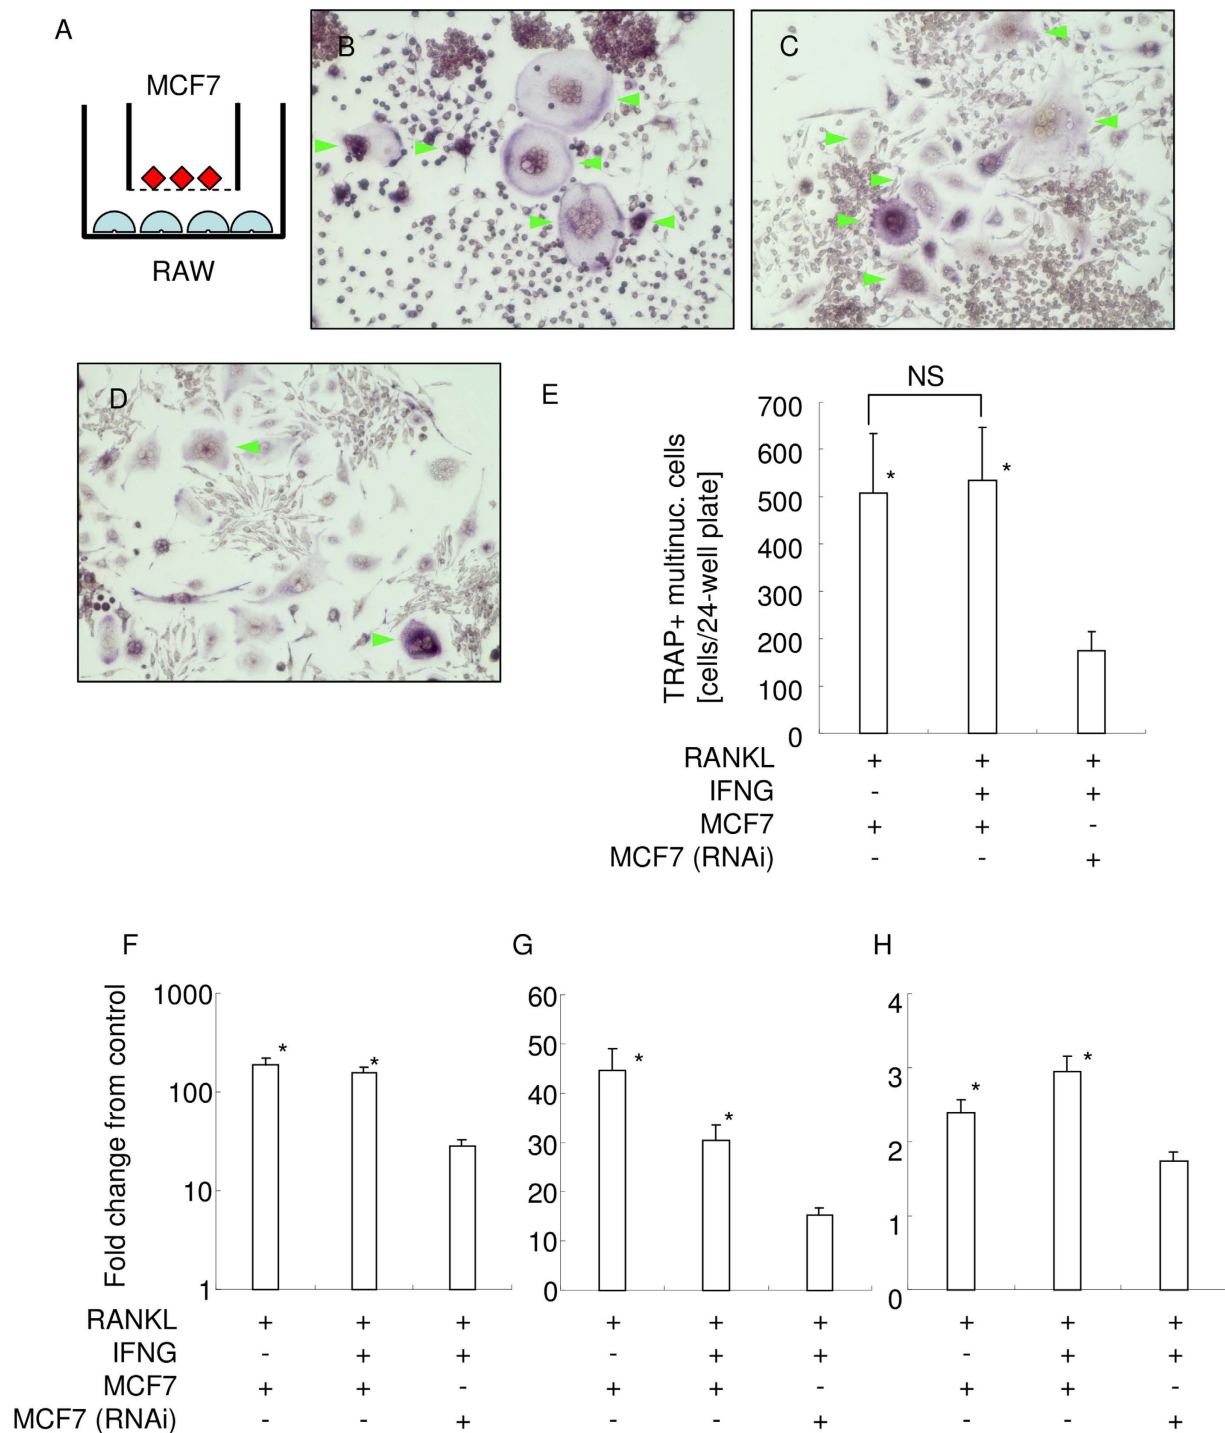 A
MCF7
RAW
B
C
D
E
NS
TRAP+ multinuc. cells
[cells/24-well plate]
700
600
500
400
300
200
100
0
* *
RANKL + + +
IFNG - + +
MCF7 + + -
MCF7 (RNAi) - - +
F
Fold change from control
1000
100
10
1
* *
G
60
50
40
30
20
10
0
* *
H
4
3
2
1
0
* *
RANKL + + + + + + + + +
IFNG - + + - + + - + +
MCF7 + + - + + - + + -
MCF7 (RNAi) - - + - - + - - +